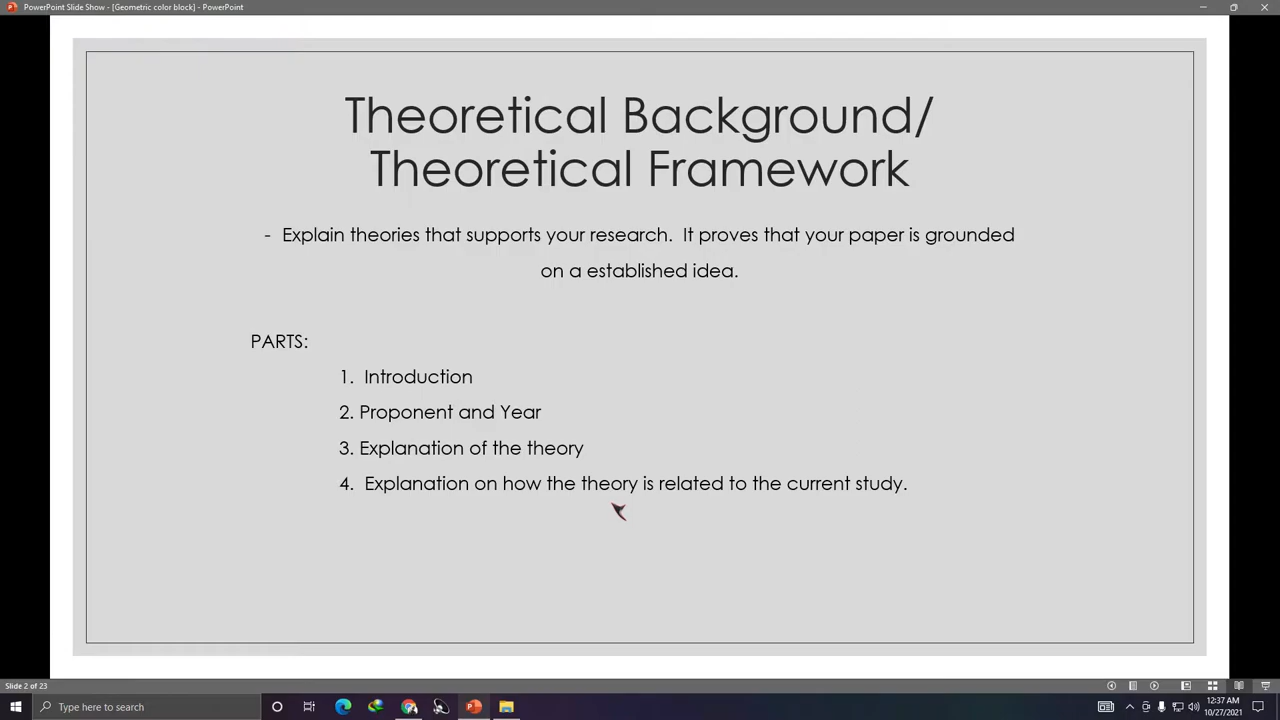 PowerPoint Slide Show - [Geometric color block] - PowerPoint
Theoretical Background/
Theoretical Framework
- Explain theories that supports your research. It proves that your paper is grounded
on a established idea.
PARTS:
1. Introduction
2. Proponent and Year
3. Explanation of the theory
4. Explanation on how the theory is related to the current study.
Slide 2 of 23
Type here to search
12:37 AM
10/27/2021